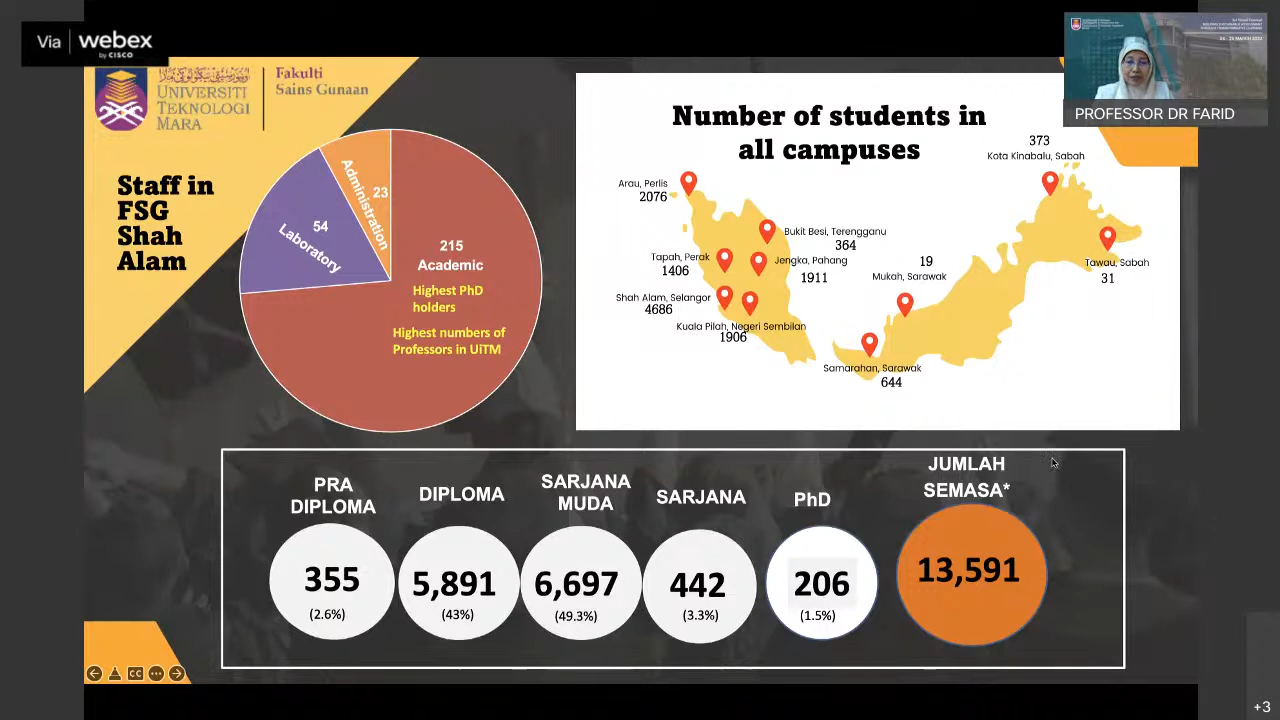 Via webex
by CISCO
UNIVERSITI
TEKNOLOGI
MARA
Fakulti
Sains Gunaan
PROFESSOR DR FARID
Staff in
FSG
Shah
Alam
Administration
23
54
Laboratory
215
Academic
Highest PhD
holders
Highest numbers of
Professors in UiTM
Number of students in
all campuses
373
Kota Kinabalu, Sabah
Arau, Perlis
2076
Bukit Besi, Terengganu
364
Tapah, Perak
1406
Jengka, Pahang
1911
19
Mukah, Sarawak
Tawau, Sabah
31
Shah Alam, Selangor
4686
Kuala Pilah, Negeri Sembilan
1906
Samarahan, Sarawak
644
PRA
DIPLOMA
355
(2.6%)
DIPLOMA
5,891
(43%)
SARJANA
MUDA
6,697
(49.3%)
SARJANA
442
(3.3%)
PhD
206
(1.5%)
JUMLAH
SEMASA*
13,591
CC
+3